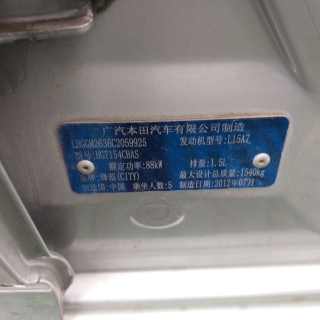 广汽本田汽车有限公司制造
LHGGM2636C2059925 发动机型号:L15A7
型号:HG7154CBAS
额定功率:88kW 排量:1.5L
品牌:锋范(CITY) 最大设计总质量:1540kg
制造国:中国 乘坐人数:5 制造日期:2012年07月